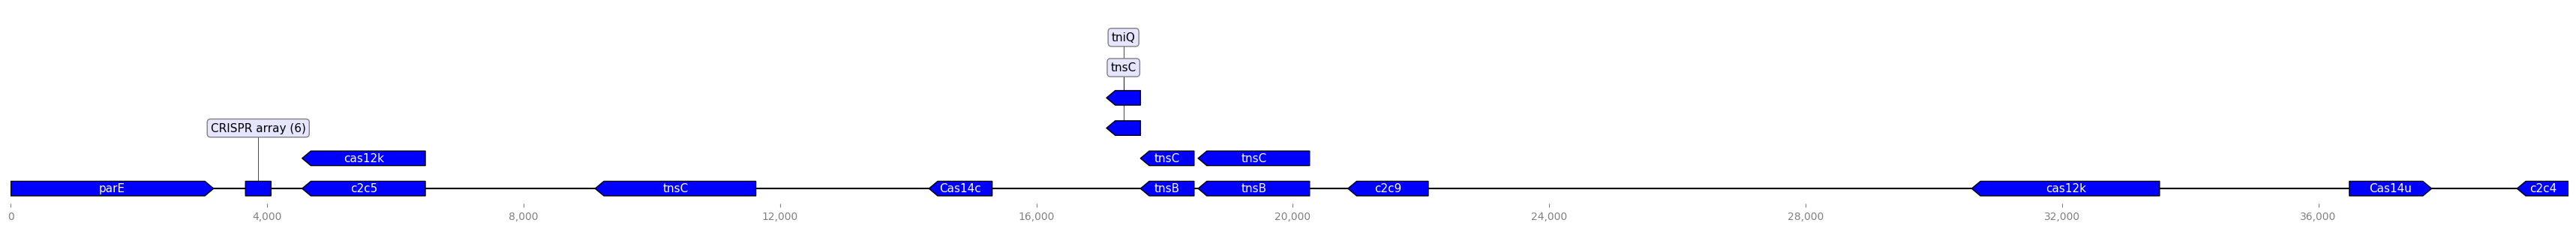 tniQ
tnsC
CRISPR array (6)
cas12k tnsC tnsC
parE c2c5 tnsC Cas14c tnsB tnsB c2c9 cas12k Cas14u c2c4
0 4,000 8,000 12,000 16,000 20,000 24,000 28,000 32,000 36,000